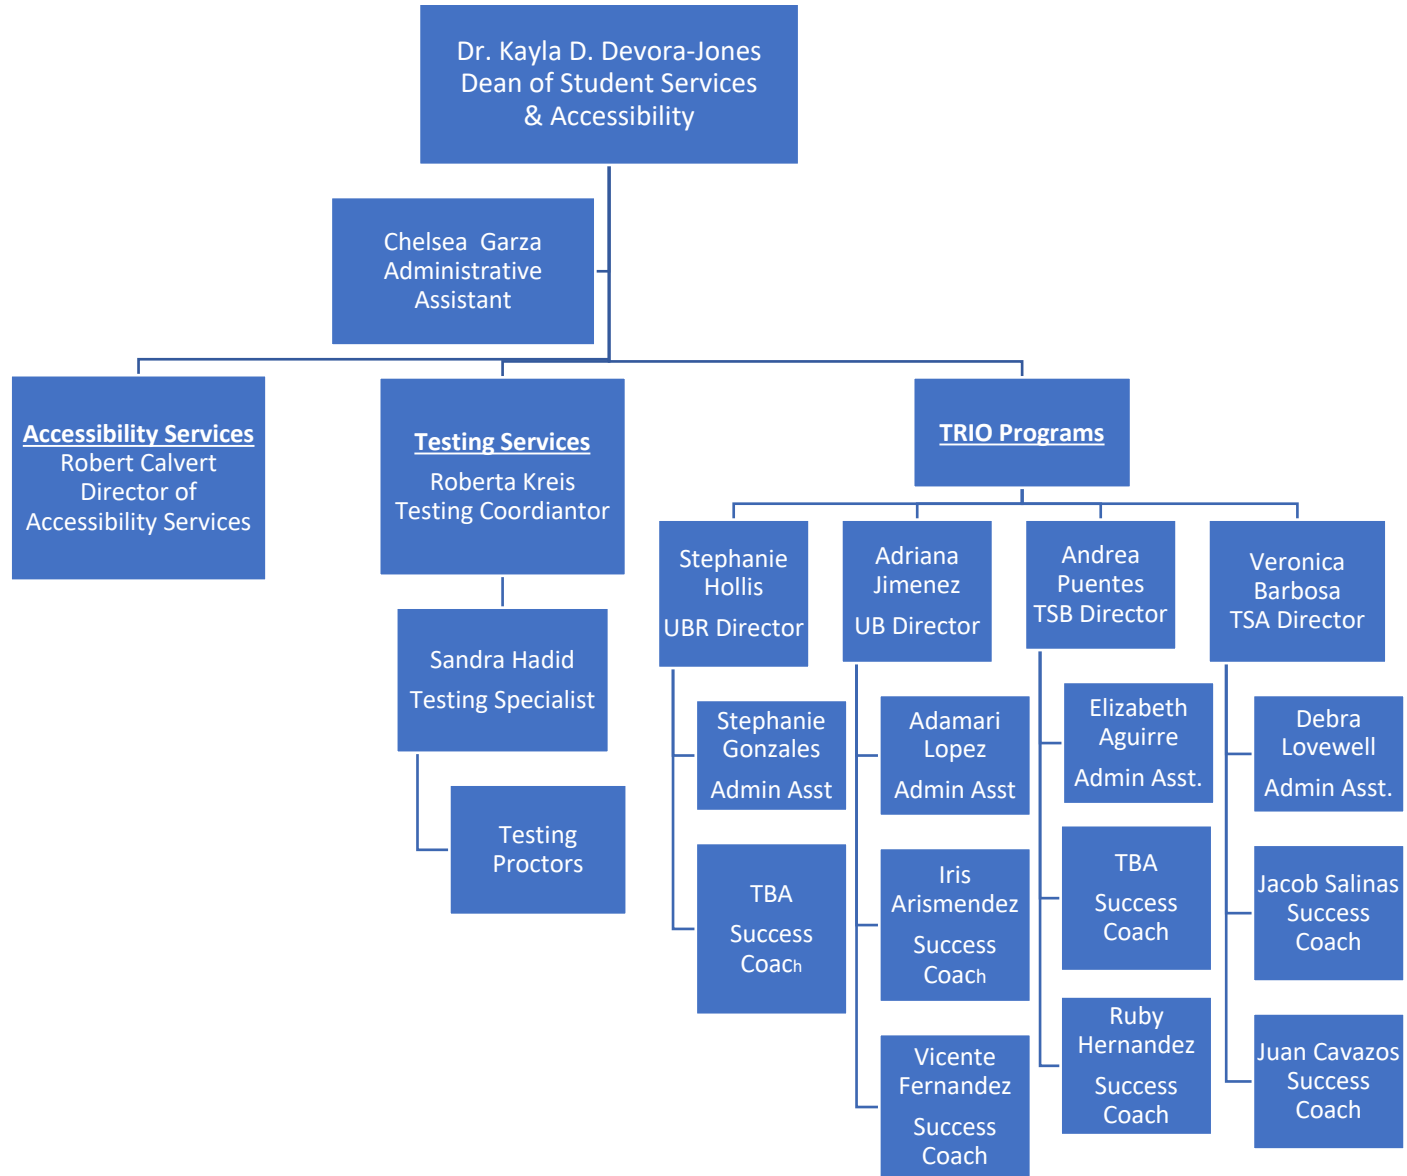 Dr. Kayla D. Devora-Jones
Dean of Student Services
& Accessibility
Chelsea  Garza
Administrative
Assistant
Accessibility Services
Robert Calvert
Director of
Accessibility Services
Testing Services
Roberta Kreis
Testing Coordiantor
Sandra Hadid
Testing Specialist
Testing
Proctors
TRIO Programs
Stephanie
Hollis
UBR Director
Stephanie
Gonzales
Admin Asst
TBA
Success
Coach
Adriana
Jimenez
UB Director
Adamari
Lopez
Admin Asst
Iris
Arismendez
Success
Coach
Vicente
Fernandez
Success
Coach
Andrea
Puentes
TSB Director
Elizabeth
Aguirre
Admin Asst.
TBA
Success
Coach
Ruby
Hernandez
Success
Coach
Veronica
Barbosa
TSA Director
Debra
Lovewell
Admin Asst.
Jacob Salinas
Success
Coach
Juan Cavazos
Success
Coach